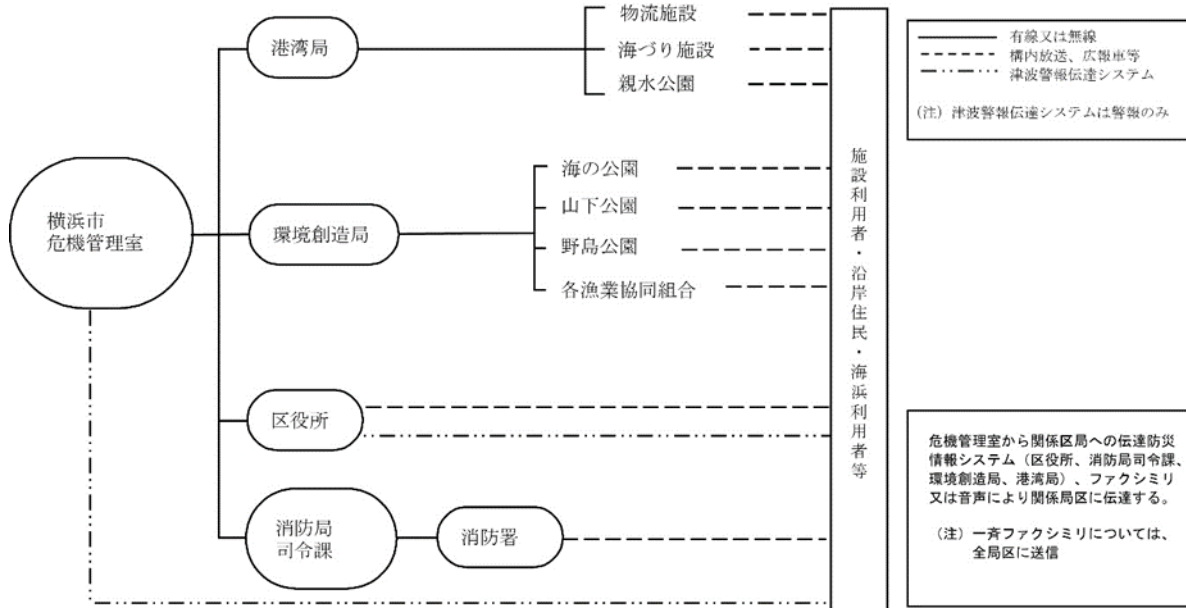 港湾局
物流施設
海づり施設
親水公園
有線又は無線
構内放送、広報車等
津波警報伝達システム
(注) 津波警報伝達システムは警報のみ
横浜市
危機管理室
環境創造局
海の公園
山下公園
野島公園
各漁業協同組合
施設利用者・沿岸住民・海浜利用者等
区役所
消防局
司令課
消防署
危機管理室から関係区局への伝達防災
情報システム(区役所、消防局司令課、
環境創造局、港湾局)、ファクシミリ
又は音声により関係局区に伝達する。
(注)一斉ファクシミリについては、
全局区に送信